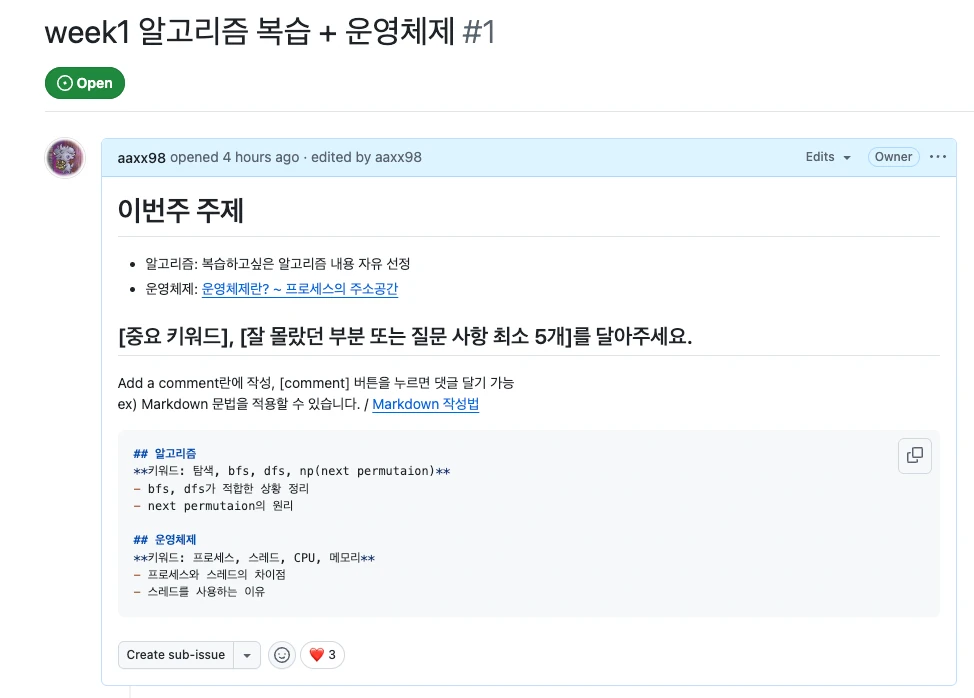 week1 알고리즘 복습 + 운영체제 #1
Open
aaxx98 opened 4 hours ago · edited by aaxx98
Edits
Owner
이번주 주제
• 알고리즘: 복습하고싶은 알고리즘 내용 자유 선정
• 운영체제: 운영체제란? ~ 프로세스의 주소공간
[중요 키워드], [잘 몰랐던 부분 또는 질문 사항 최소 5개]를 달아주세요.
Add a comment란에 작성, [comment] 버튼을 누르면 댓글 달기 가능
ex) Markdown 문법을 적용할 수 있습니다. / Markdown 작성법
## 알고리즘
**키워드: 탐색, bfs, dfs, np(next permutaion)**
- bfs, dfs가 적합한 상황 정리
- next permutaion의 원리
## 운영체제
**키워드: 프로세스, 스레드, CPU, 메모리**
- 프로세스와 스레드의 차이점
- 스레드를 사용하는 이유
Create sub-issue
❤️ 3